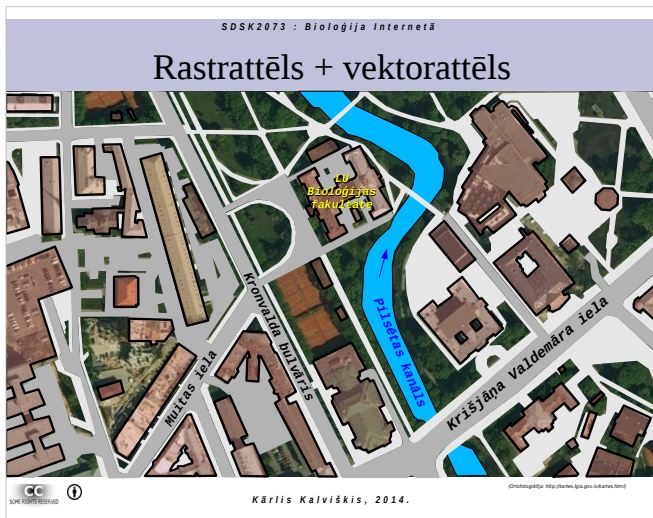 SDSK2073 : Bioloģija Internetā
Rastrattēls + vektorattēls
LU
Bioloģijas
fakultāte
Kronvalda bulvāris
Pilsētas kanāls
Muitas iela
Krišjāņa Valdemāra iela
CC
SOME RIGHTS RESERVED
Kārlis Kalviškis, 2014.
(Ortofotogrāfija: http://kartes.lgia.gov.lv/kartes.html)